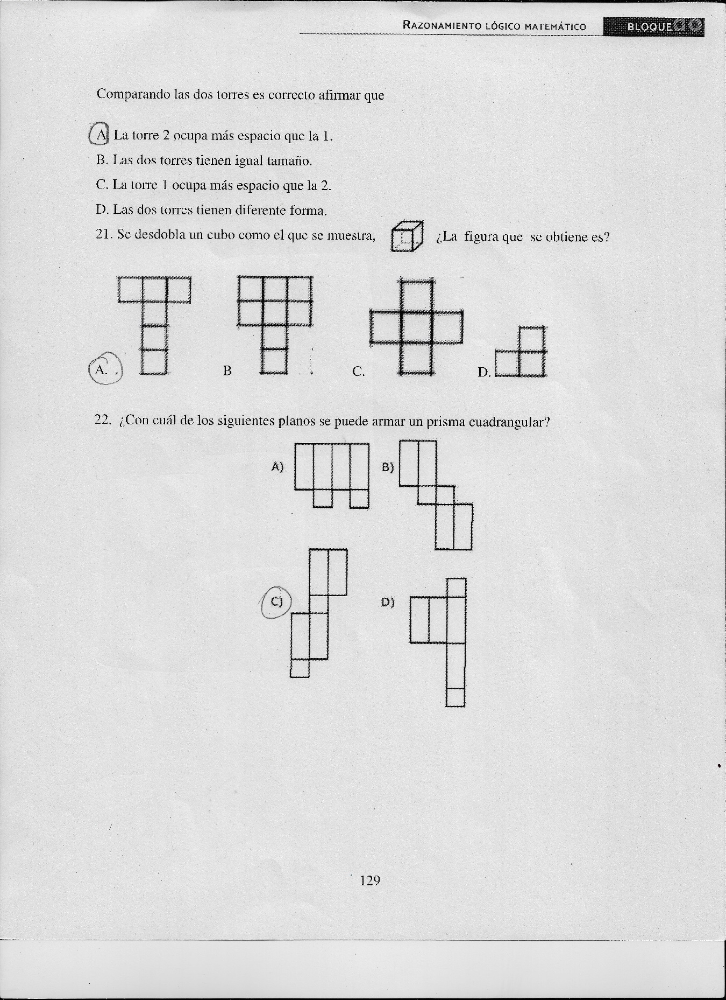 RAZONAMIENTO LÓGICO MATEMÁTICO BLOQUE
Comparando las dos torres es correcto afirmar que
A. La torre 2 ocupa más espacio que la 1.
B. Las dos torres tienen igual tamaño.
C. La torre 1 ocupa más espacio que la 2.
D. Las dos torres tienen diferente forma.
21. Se desdobla un cubo como el que se muestra, ¿La figura que se obtiene es?
A. B C. D.
22. ¿Con cuál de los siguientes planos se puede armar un prisma cuadrangular?
A) B)
C) D)
129